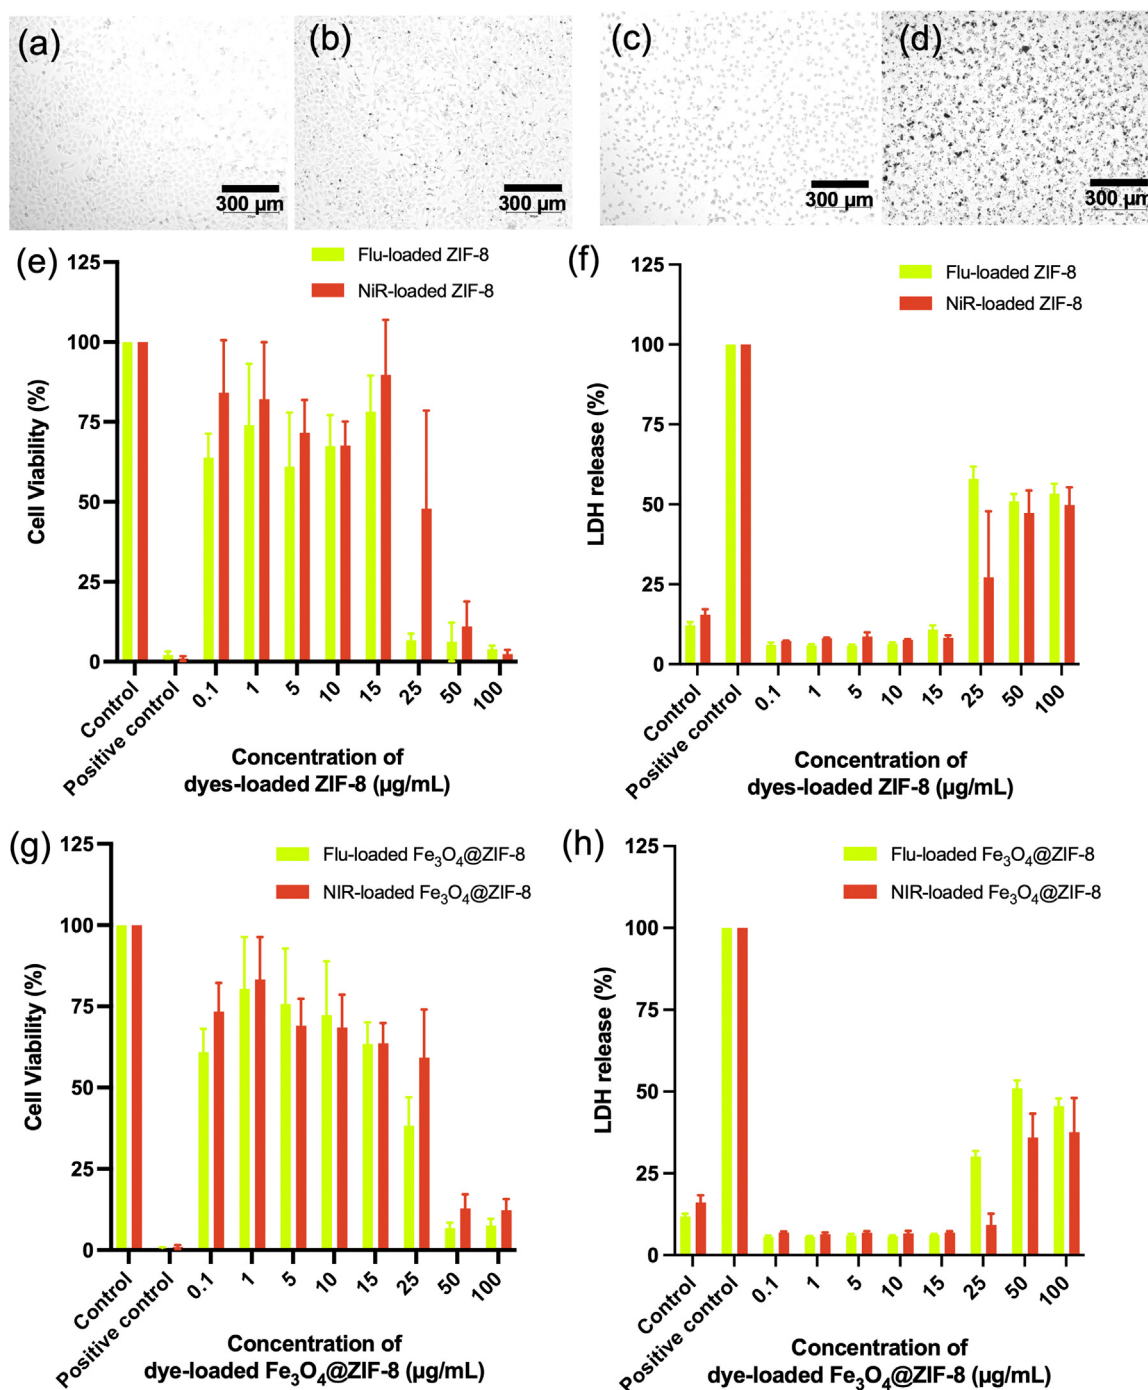 (a)
(b)
(c)
(d)
300 µm
300 µm
300 µm
300 µm
(e)
Flu-loaded ZIF-8
NiR-loaded ZIF-8
Cell Viability (%)
125
100
75
50
25
0
Control
Positive control
0.1
1
5
10
15
25
50
100
Concentration of
dyes-loaded ZIF-8 (µg/mL)
(f)
Flu-loaded ZIF-8
NiR-loaded ZIF-8
LDH release (%)
125
100
75
50
25
0
Control
Positive control
0.1
1
5
10
15
25
50
100
Concentration of
dyes-loaded ZIF-8 (µg/mL)
(g)
Flu-loaded Fe₃O₄@ZIF-8
NIR-loaded Fe₃O₄@ZIF-8
Cell Viability (%)
125
100
75
50
25
0
Control
Positive control
0.1
1
5
10
15
25
50
100
Concentration of
dye-loaded Fe₃O₄@ZIF-8 (µg/mL)
(h)
Flu-loaded Fe₃O₄@ZIF-8
NIR-loaded Fe₃O₄@ZIF-8
LDH release (%)
125
100
75
50
25
0
Control
Positive control
0.1
1
5
10
15
25
50
100
Concentration of
dye-loaded Fe₃O₄@ZIF-8 (µg/mL)